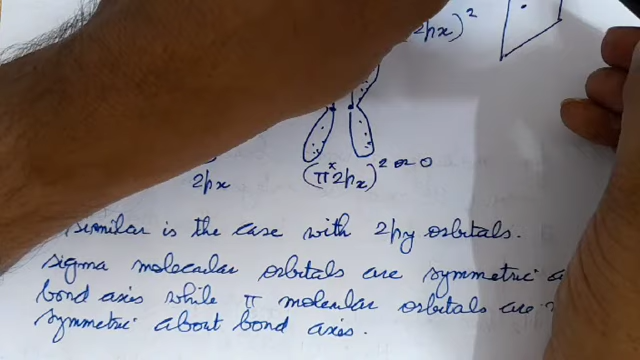 2px)²
2px
(π* 2px)² or 0
similar is the case with 2py orbitals.
sigma molecular orbitals are symmetric a
bond axis while π molecular orbitals are
symmetric about bond axis.